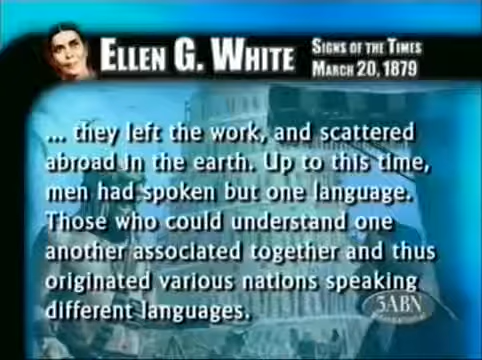 ELLEN G. WHITE
SIGNS OF THE TIMES
MARCH 20, 1879
... they left the work, and scattered
abroad in the earth. Up to this time,
men had spoken but one language.
Those who could understand one
another associated together and thus
originated various nations speaking
different languages.
3ABN